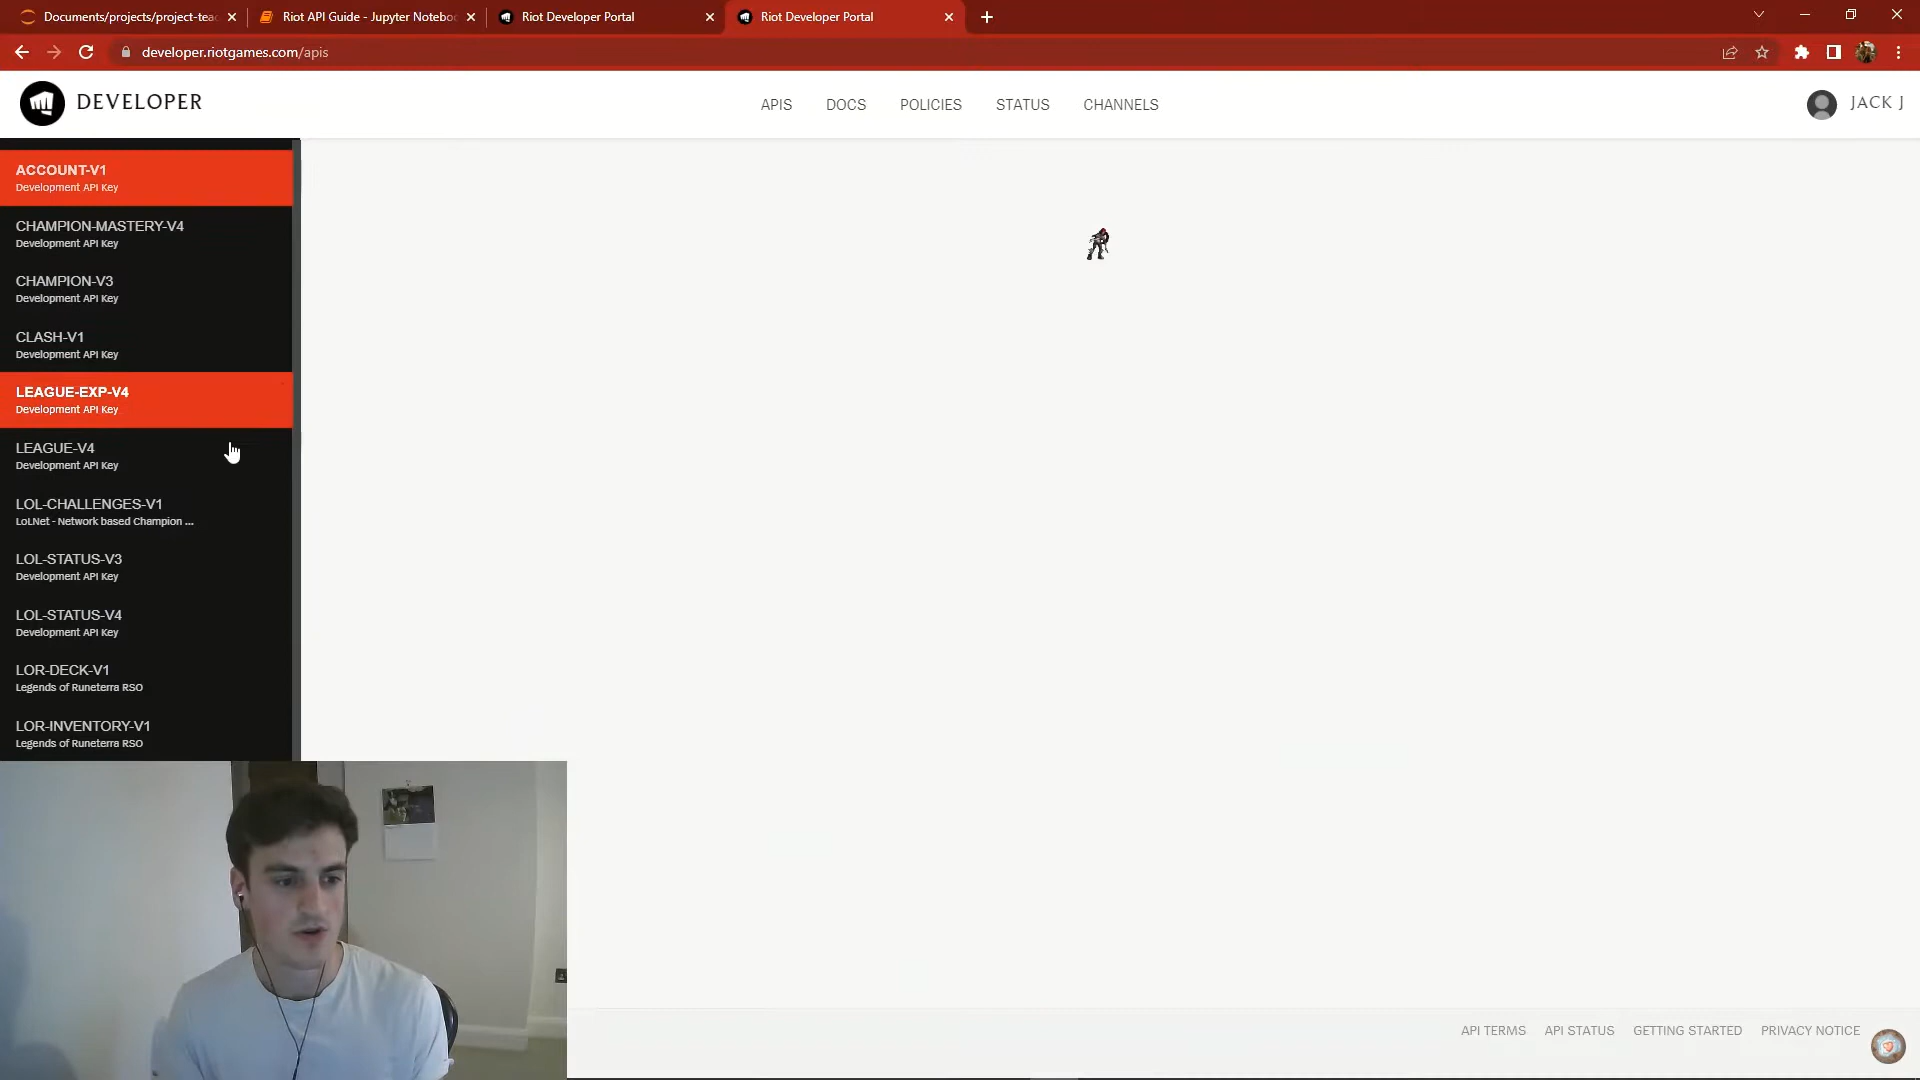 Documents/projects/project-tea
Riot API Guide - Jupyter Notebo
Riot Developer Portal
Riot Developer Portal
developer.riotgames.com/apis
DEVELOPER
APIS
DOCS
POLICIES
STATUS
CHANNELS
JACK J
ACCOUNT-V1
Development API Key
CHAMPION-MASTERY-V4
Development API Key
CHAMPION-V3
Development API Key
CLASH-V1
Development API Key
LEAGUE-EXP-V4
Development API Key
LEAGUE-V4
Development API Key
LOL-CHALLENGES-V1
LoLNet - Network based Champion ...
LOL-STATUS-V3
Development API Key
LOL-STATUS-V4
Development API Key
LOR-DECK-V1
Legends of Runeterra RSO
LOR-INVENTORY-V1
Legends of Runeterra RSO
API TERMS
API STATUS
GETTING STARTED
PRIVACY NOTICE